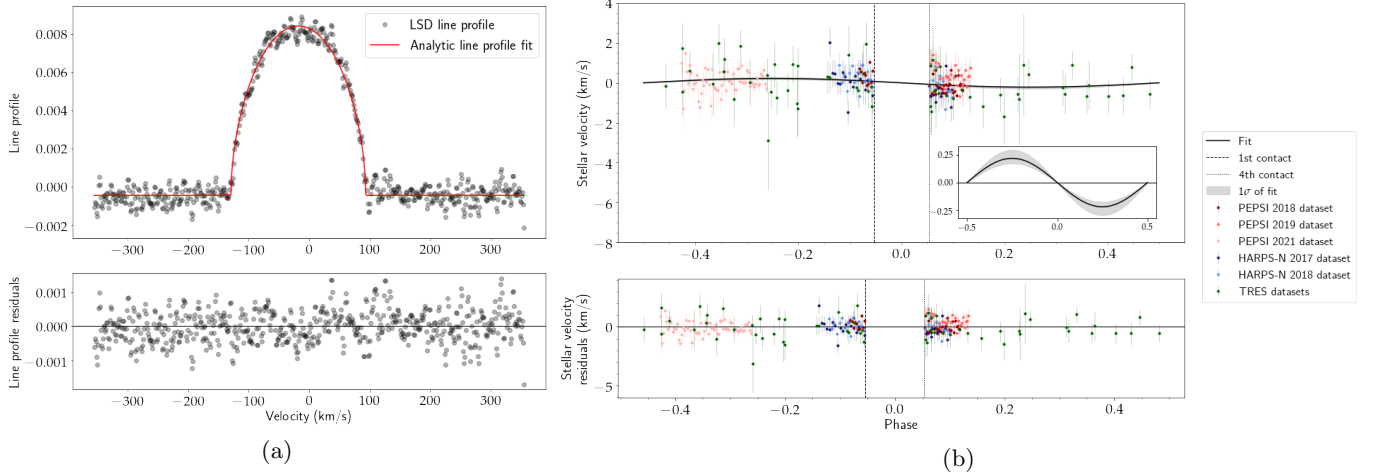 LSD line profile
Analytic line profile fit
Line profile
0.008
0.006
0.004
0.002
0.000
−0.002
−300 −200 −100 0 100 200 300
Line profile residuals
0.001
0.000
−0.001
−300 −200 −100 0 100 200 300
Velocity (km/s)
(a)
Stellar velocity (km/s)
4
2
0
−2
−4
−6
−8
−0.4 −0.2 0.0 0.2 0.4
0.25
0.00
−0.25
−0.5 0.0 0.5
Stellar velocity
residuals (km/s)
0
−5
−0.4 −0.2 0.0 0.2 0.4
Phase
(b)
Fit
1st contact
4th contact
1σ of fit
PEPSI 2018 dataset
PEPSI 2019 dataset
PEPSI 2021 dataset
HARPS-N 2017 dataset
HARPS-N 2018 dataset
TRES datasets